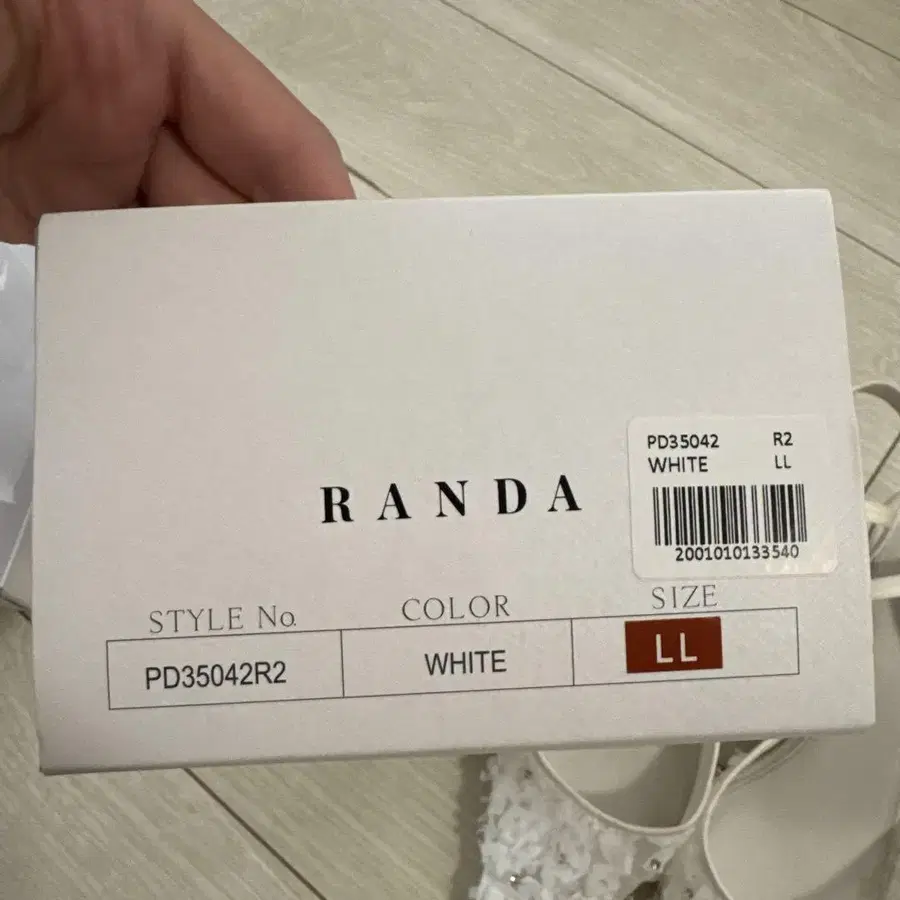 PD35042 R2
WHITE LL
2001010133540
RANDA
STYLE No. COLOR SIZE
PD35042R2 WHITE LL